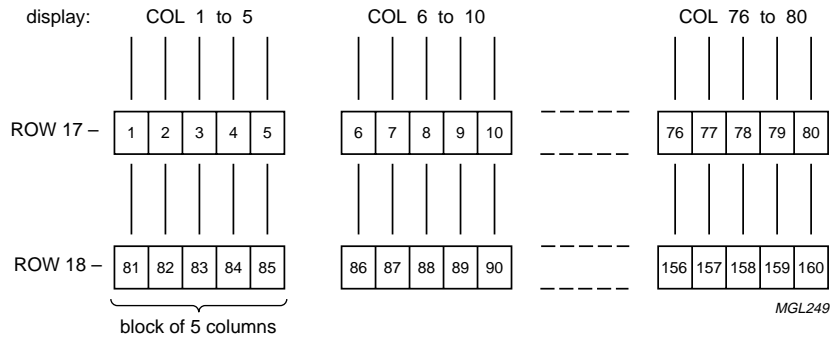 display: COL 1 to 5 COL 6 to 10 COL 76 to 80
ROW 17 – 1 2 3 4 5 6 7 8 9 10 76 77 78 79 80
ROW 18 – 81 82 83 84 85 86 87 88 89 90 156 157 158 159 160
MGL249
block of 5 columns